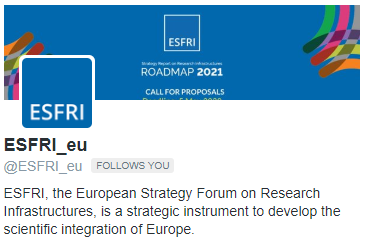 ESFRI
Strategy Report on Research Infrastructures
ROADMAP 2021
CALL FOR PROPOSALS
ESFRI
ESFRI_eu
@ESFRI_eu FOLLOWS YOU
ESFRI, the European Strategy Forum on Research
Infrastructures, is a strategic instrument to develop the
scientific integration of Europe.